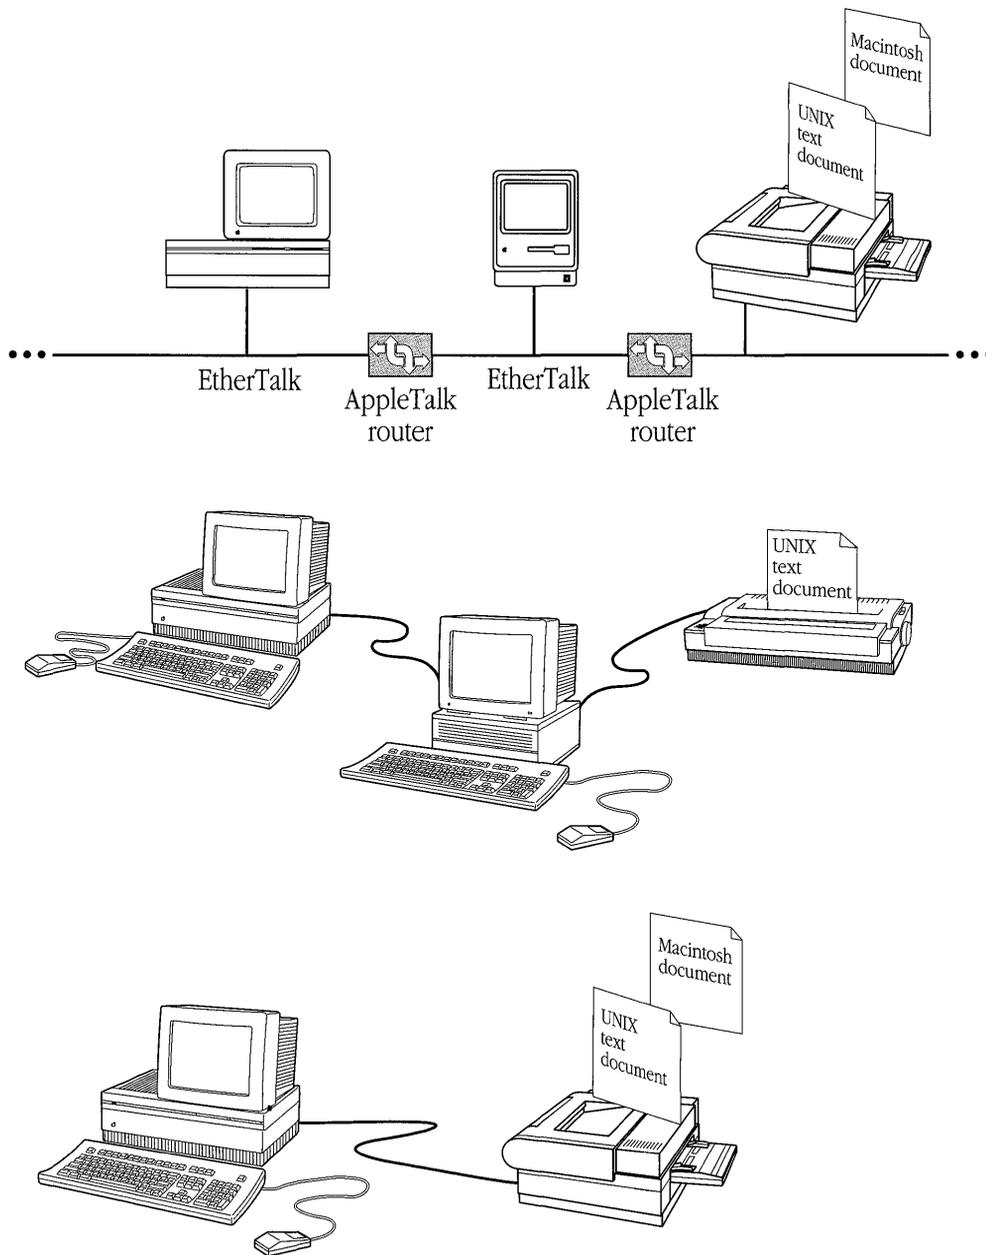 Macintosh
document
UNIX
text
document
EtherTalk
AppleTalk
router
EtherTalk
AppleTalk
router
UNIX
text
document
Macintosh
document
UNIX
text
document